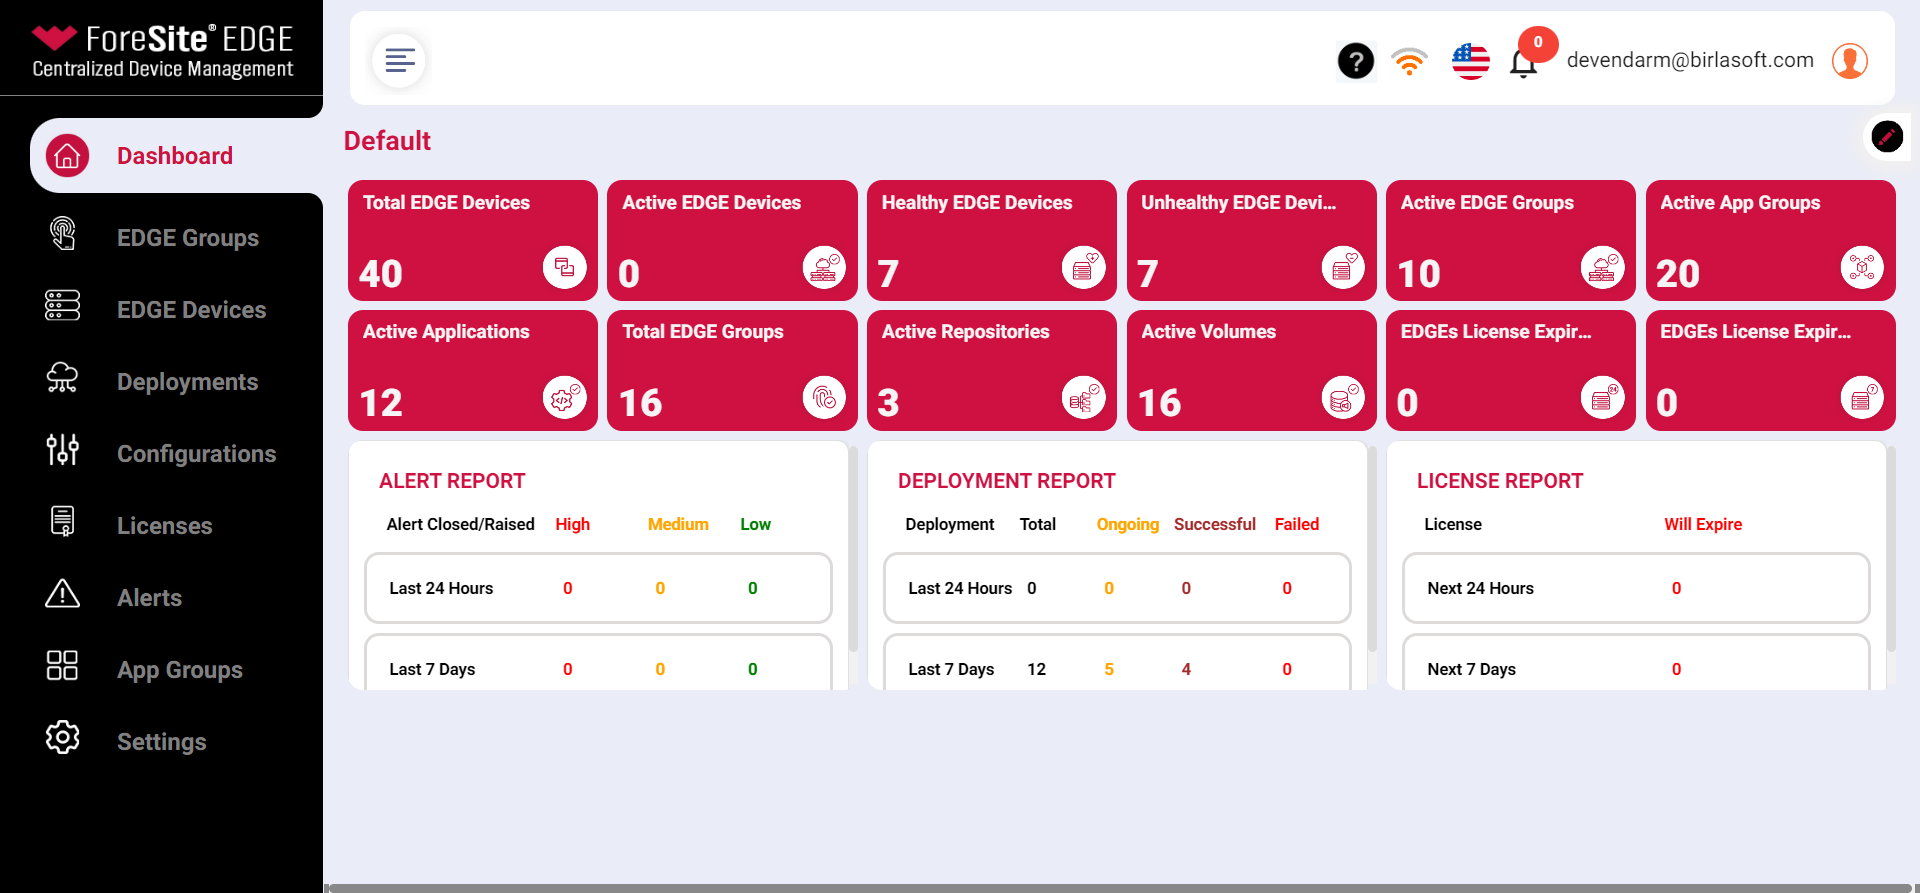 ForeSite® EDGE
Centralized Device Management
Dashboard
EDGE Groups
EDGE Devices
Deployments
Configurations
Licenses
Alerts
App Groups
Settings
?
0
devendarm@birlasoft.com
Default
Total EDGE Devices
40
Active EDGE Devices
0
Healthy EDGE Devices
7
Unhealthy EDGE Devi...
7
Active EDGE Groups
10
Active App Groups
20
Active Applications
12
Total EDGE Groups
16
Active Repositories
3
Active Volumes
16
EDGEs License Expir...
0
24
EDGEs License Expir...
0
7
ALERT REPORT
Alert Closed/Raised High Medium Low
Last 24 Hours 0 0 0
Last 7 Days 0 0 0
DEPLOYMENT REPORT
Deployment Total Ongoing Successful Failed
Last 24 Hours 0 0 0 0
Last 7 Days 12 5 4 0
LICENSE REPORT
License Will Expire
Next 24 Hours 0
Next 7 Days 0